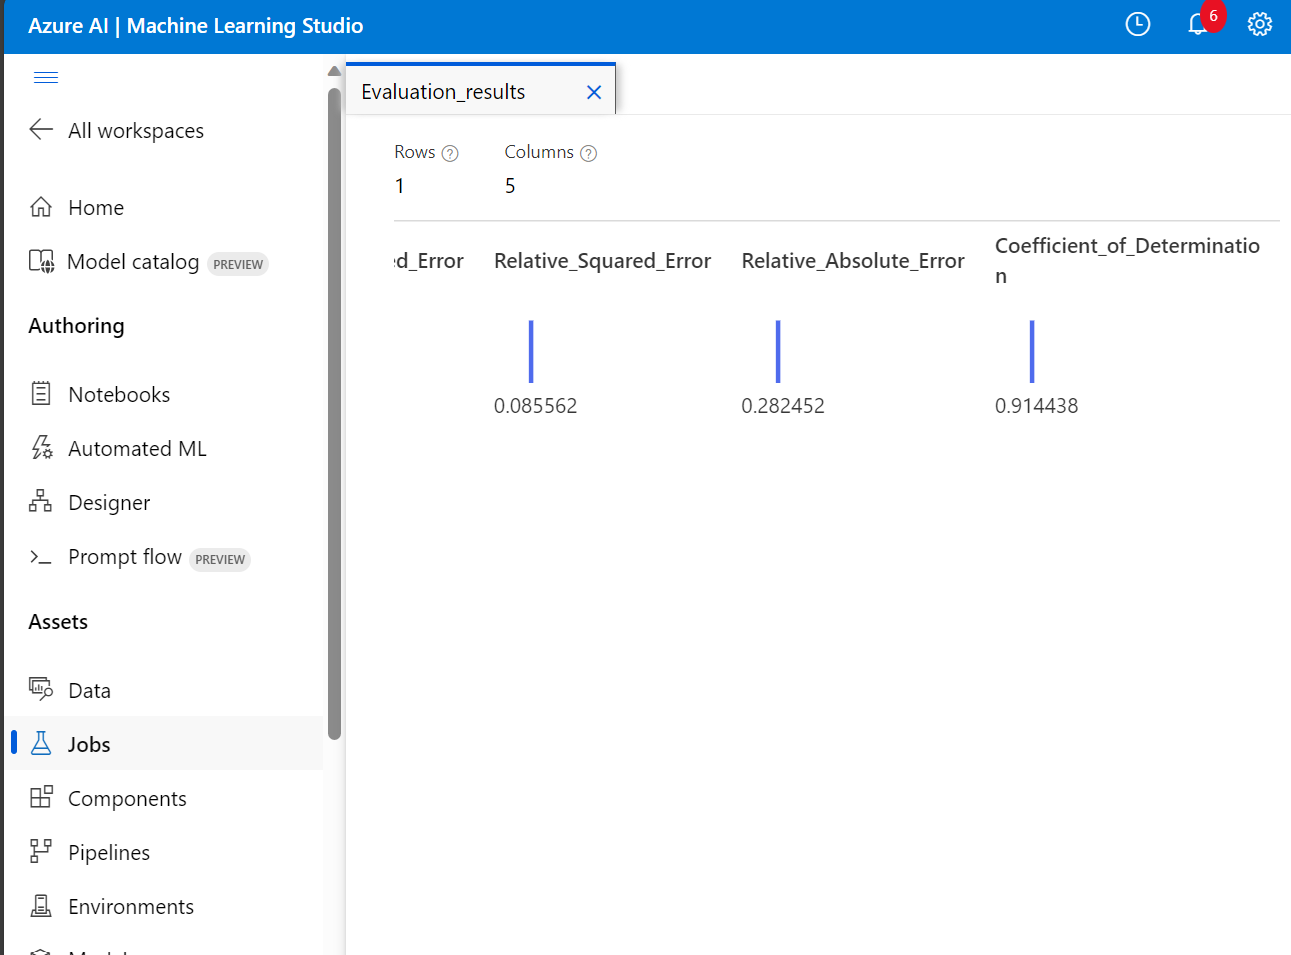 Azure AI | Machine Learning Studio
6
All workspaces
Home
Model catalog PREVIEW
Authoring
Notebooks
Automated ML
Designer
Prompt flow PREVIEW
Assets
Data
Jobs
Components
Pipelines
Environments
Evaluation_results
Rows Columns
1 5
d_Error Relative_Squared_Error Relative_Absolute_Error Coefficient_of_Determinatio
n
0.085562 0.282452 0.914438